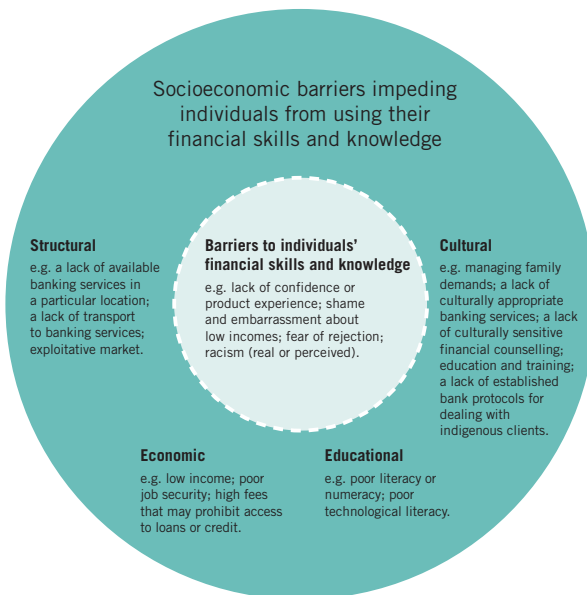 Socioeconomic barriers impeding
individuals from using their
financial skills and knowledge
Structural
e.g. a lack of available
banking services in
a particular location;
a lack of transport
to banking services;
exploitative market.
Barriers to individuals'
financial skills and knowledge
e.g. lack of confidence or
product experience; shame
and embarrassment about
low incomes; fear of rejection;
racism (real or perceived).
Cultural
e.g. managing family
demands; a lack of
culturally appropriate
banking services; a lack
of culturally sensitive
financial counselling;
education and training;
a lack of established
bank protocols for
dealing with
indigenous clients.
Economic
e.g. low income; poor
job security; high fees
that may prohibit access
to loans or credit.
Educational
e.g. poor literacy or
numeracy; poor
technological literacy.